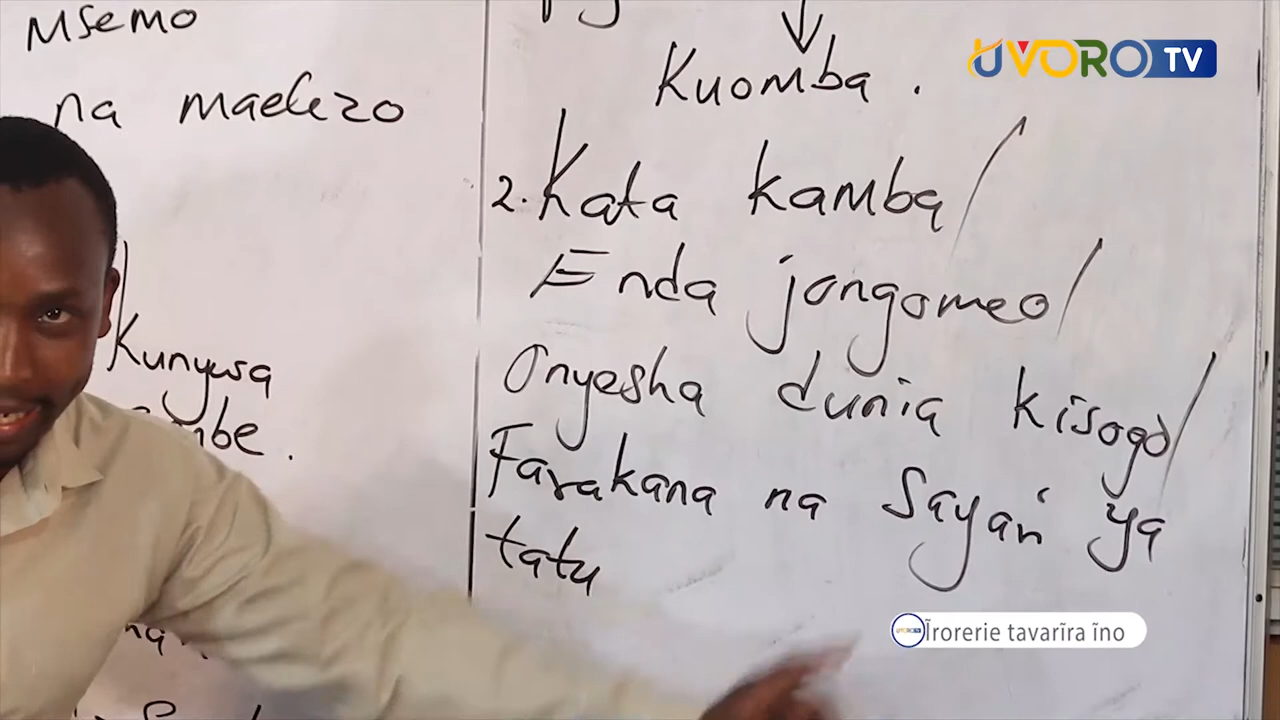 Msemo
na maelezo
Kunywa
mbe.
Kuomba.
2. Kata kamba/
Enda jongomeo/
Onyesha dunia kisogo/
Farakana na Sayari ya
tatu
UVORO TV
Ĩrorerie tavarĩra ĩno